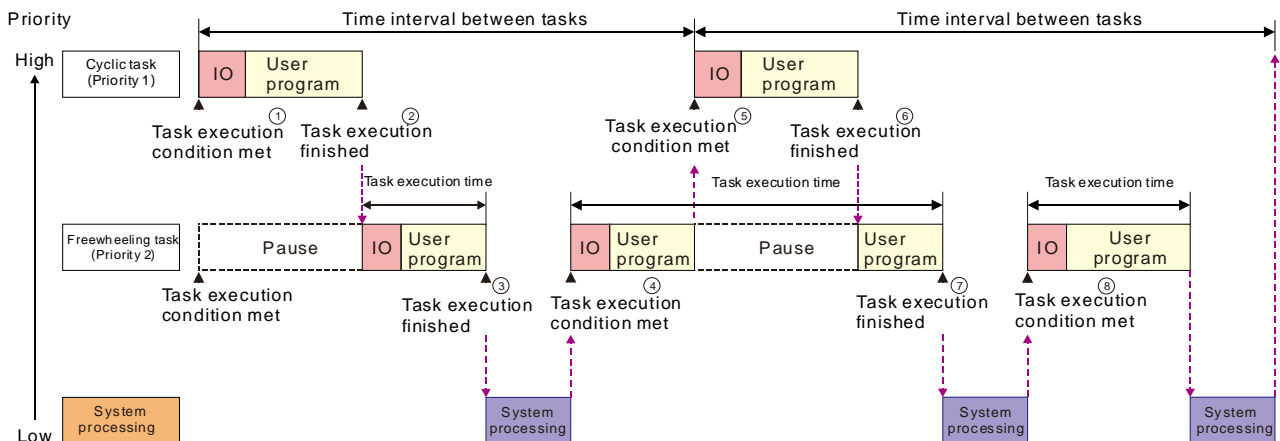 Priority
Time interval between tasks
Time interval between tasks
High
Cyclic task
(Priority 1)
IO
User
program
IO
User
program
①
Task execution
condition met
②
Task execution
finished
⑤
Task execution
condition met
⑥
Task execution
finished
Task execution time
Task execution time
Task execution time
Freewheeling task
(Priority 2)
Pause
IO
User
program
IO
User
program
Pause
User
program
IO
User
program
Task execution
condition met
③
Task execution
finished
④
Task execution
condition met
⑦
Task execution
finished
⑧
Task execution
condition met
Low
System
processing
System
processing
System
processing
System
processing